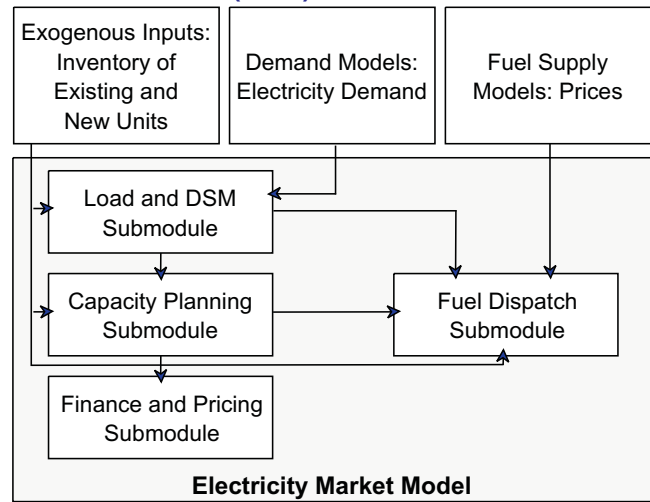 Exogenous Inputs:
Inventory of
Existing and
New Units
Demand Models:
Electricity Demand
Fuel Supply
Models: Prices
Load and DSM
Submodule
Capacity Planning
Submodule
Fuel Dispatch
Submodule
Finance and Pricing
Submodule
Electricity Market Model